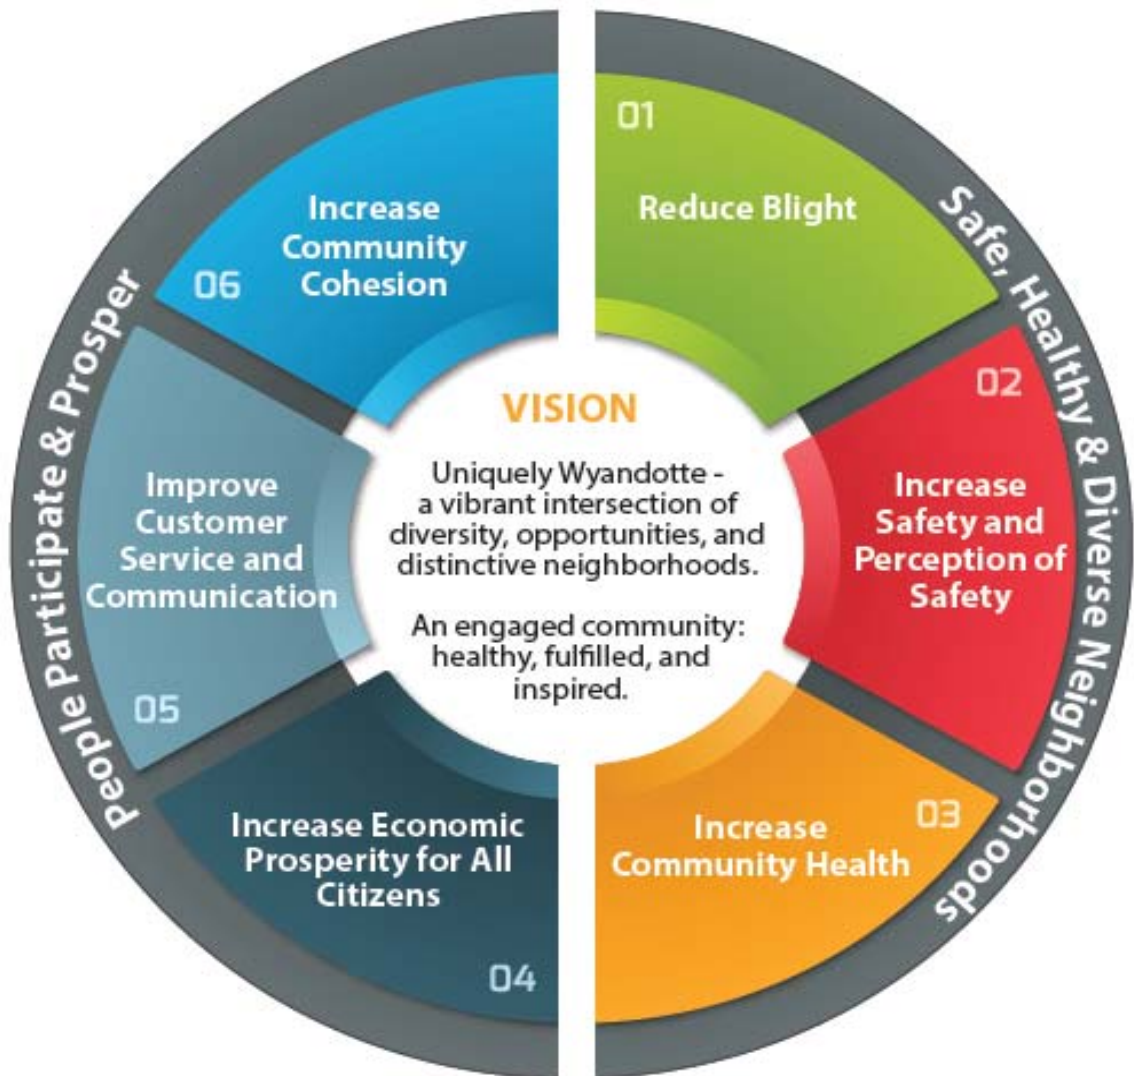 01
Reduce Blight
Safe, Healthy & Diverse Neighborhoods
02
Increase
Safety and
Perception of
Safety
03
Increase
Community Health
04
Increase Economic
Prosperity for All
Citizens
05
Improve
Customer
Service and
Communication
People Participate & Prosper
06
Increase
Community
Cohesion
VISION
Uniquely Wyandotte -
a vibrant intersection of
diversity, opportunities, and
distinctive neighborhoods.
An engaged community:
healthy, fulfilled, and
inspired.